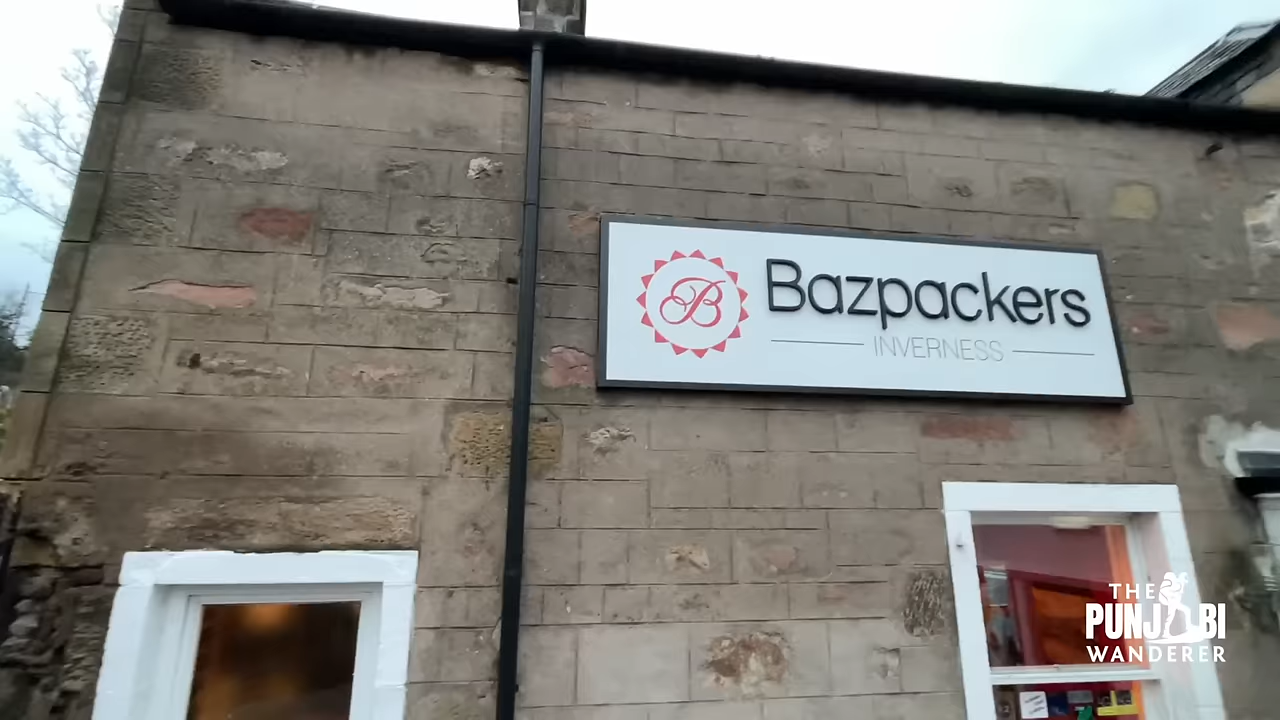 B
Bazpackers
INVERNESS
THE
PUNJABI
WANDERER